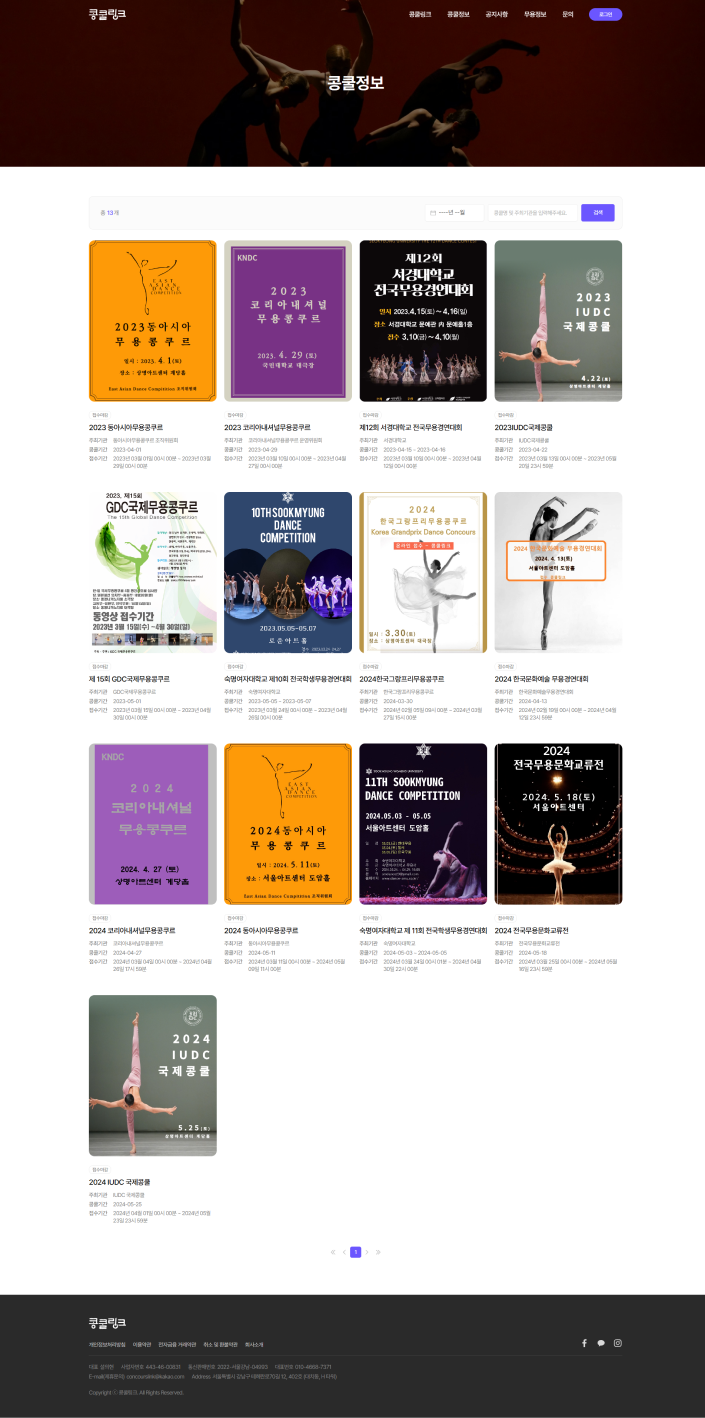 콩쿨링크
콩쿨링크 콩쿨정보 공지사항 무용정보 문의 로그인
콩쿨정보
총 13개
----년 --월 콩쿨명 및 주최기관을 입력해주세요. 검색
EAST
ASIAN
DANCE
COMPETITION
2023동아시아
무용콩쿠르
일시 : 2023. 4. 1(토)
장소 : 상명아트센터 계당홀
East Asian Dance Competition 조직위원회
KNDC
2023
코리아내셔널
무용콩쿠르
2023. 4. 29 (토)
국민대학교 대극장
제12회
서경대학교
전국무용경연대회
일시 2023.4.15(토)~4.16(일)
장소 서경대학교 문예관 內 문예홀1층
접수 3.10(금)~4.10(월)
2023
IUDC
국제콩쿨
4.22(토)
상명아트센터 계당홀
접수마감
2023 동아시아무용콩쿠르
주최기관 동아시아무용콩쿠르 조직위원회
콩쿨기간 2023-04-01
접수기간 2023년 03월 01일 00시 00분 ~ 2023년 03월
29일 00시 00분
접수마감
2023 코리아내셔널무용콩쿠르
주최기관 코리아내셔널무용콩쿠르 운영위원회
콩쿨기간 2023-04-29
접수기간 2023년 03월 10일 00시 00분 ~ 2023년 04월
27일 00시 00분
접수마감
제12회 서경대학교 전국무용경연대회
주최기관 서경대학교
콩쿨기간 2023-04-15 ~ 2023-04-16
접수기간 2023년 03월 10일 00시 00분 ~ 2023년 04월
12일 00시 00분
접수마감
2023IUDC국제콩쿨
주최기관 IUDC국제콩쿨
콩쿨기간 2023-04-22
접수기간 2023년 03월 13일 00시 00분 ~ 2023년 05월
20일 23시 59분
2023. 제15회
GDC국제무용콩쿠르
The 15th Global Dance Competition
동영상 접수기간
2023년 3월 15일(수) ~4월 30일(일)
10TH SOOKMYUNG
DANCE
COMPETITION
2023.05.05-05.07
로운아트홀
2024
한국그랑프리무용콩쿠르
Korea Grandprix Dance Concours
온라인 접수 - 콩쿨링크
일시 : 3.30(토)
장소 : 상명아트센터 대극장
2024 한국문화예술 무용경연대회
2024. 4. 13(토)
서울아트센터 도암홀
접수마감
제 15회 GDC국제무용콩쿠르
주최기관 GDC국제무용콩쿠르
콩쿨기간 2023-05-01
접수기간 2023년 03월 15일 00시 00분 ~ 2023년 04월
30일 00시 00분
접수마감
숙명여자대학교 제10회 전국학생무용경연대회
주최기관 숙명여자대학교
콩쿨기간 2023-05-05 ~ 2023-05-07
접수기간 2023년 03월 24일 00시 00분 ~ 2023년 04월
26일 00시 00분
접수마감
2024한국그랑프리무용콩쿠르
주최기관 한국그랑프리무용콩쿠르
콩쿨기간 2024-03-30
접수기간 2024년 02월 05일 09시 00분 ~ 2024년 03월
27일 15시 00분
접수마감
2024 한국문화예술 무용경연대회
주최기관 한국문화예술무용경연대회
콩쿨기간 2024-04-13
접수기간 2024년 02월 19일 00시 00분 ~ 2024년 04월
12일 23시 59분
KNDC
2024
코리아내셔널
무용콩쿠르
2024. 4. 27 (토)
상명아트센터 계당홀
EAST
ASIAN
DANCE
COMPETITION
2024동아시아
무용콩쿠르
일시 : 2024. 5. 11(토)
장소 : 서울아트센터 도암홀
East Asian Dance Competition 조직위원회
SOOKMYUNG WOMEN'S UNIVERSITY
11TH SOOKMYUNG
DANCE COMPETITION
2024.05.03 - 05.05
서울아트센터 도암홀
2024
전국무용문화교류전
2024. 5. 18(토)
서울아트센터
접수마감
2024 코리아내셔널무용콩쿠르
주최기관 코리아내셔널무용콩쿠르
콩쿨기간 2024-04-27
접수기간 2024년 03월 04일 00시 00분 ~ 2024년 04월
26일 17시 59분
접수마감
2024 동아시아무용콩쿠르
주최기관 동아시아무용콩쿠르
콩쿨기간 2024-05-11
접수기간 2024년 03월 11일 00시 00분 ~ 2024년 05월
09일 11시 00분
접수마감
숙명여자대학교 제 11회 전국학생무용경연대회
주최기관 숙명여자대학교
콩쿨기간 2024-05-03 ~ 2024-05-05
접수기간 2024년 03월 24일 00시 01분 ~ 2024년 04월
30일 22시 00분
접수마감
2024 전국무용문화교류전
주최기관 전국무용문화교류전
콩쿨기간 2024-05-18
접수기간 2024년 03월 25일 00시 00분 ~ 2024년 05월
16일 23시 59분
2024
IUDC
국제콩쿨
5.25(토)
상명아트센터 계당홀
접수마감
2024 IUDC 국제콩쿨
주최기관 IUDC 국제콩쿨
콩쿨기간 2024-05-25
접수기간 2024년 04월 01일 00시 00분 ~ 2024년 05월
23일 23시 59분
1
콩쿨링크
개인정보처리방침 이용약관 전자금융 거래약관 취소 및 환불약관 회사소개
사업자번호 443-46-00831 통신판매번호 2022-서울강남-04093 대표번호 010-4666-7371
E-mail(제휴문의) concourslink@kakao.com Address 서울특별시 강남구 테헤란로70길 12, 402호
Copyright ⓒ 콩쿨링크. All Rights Reserved.